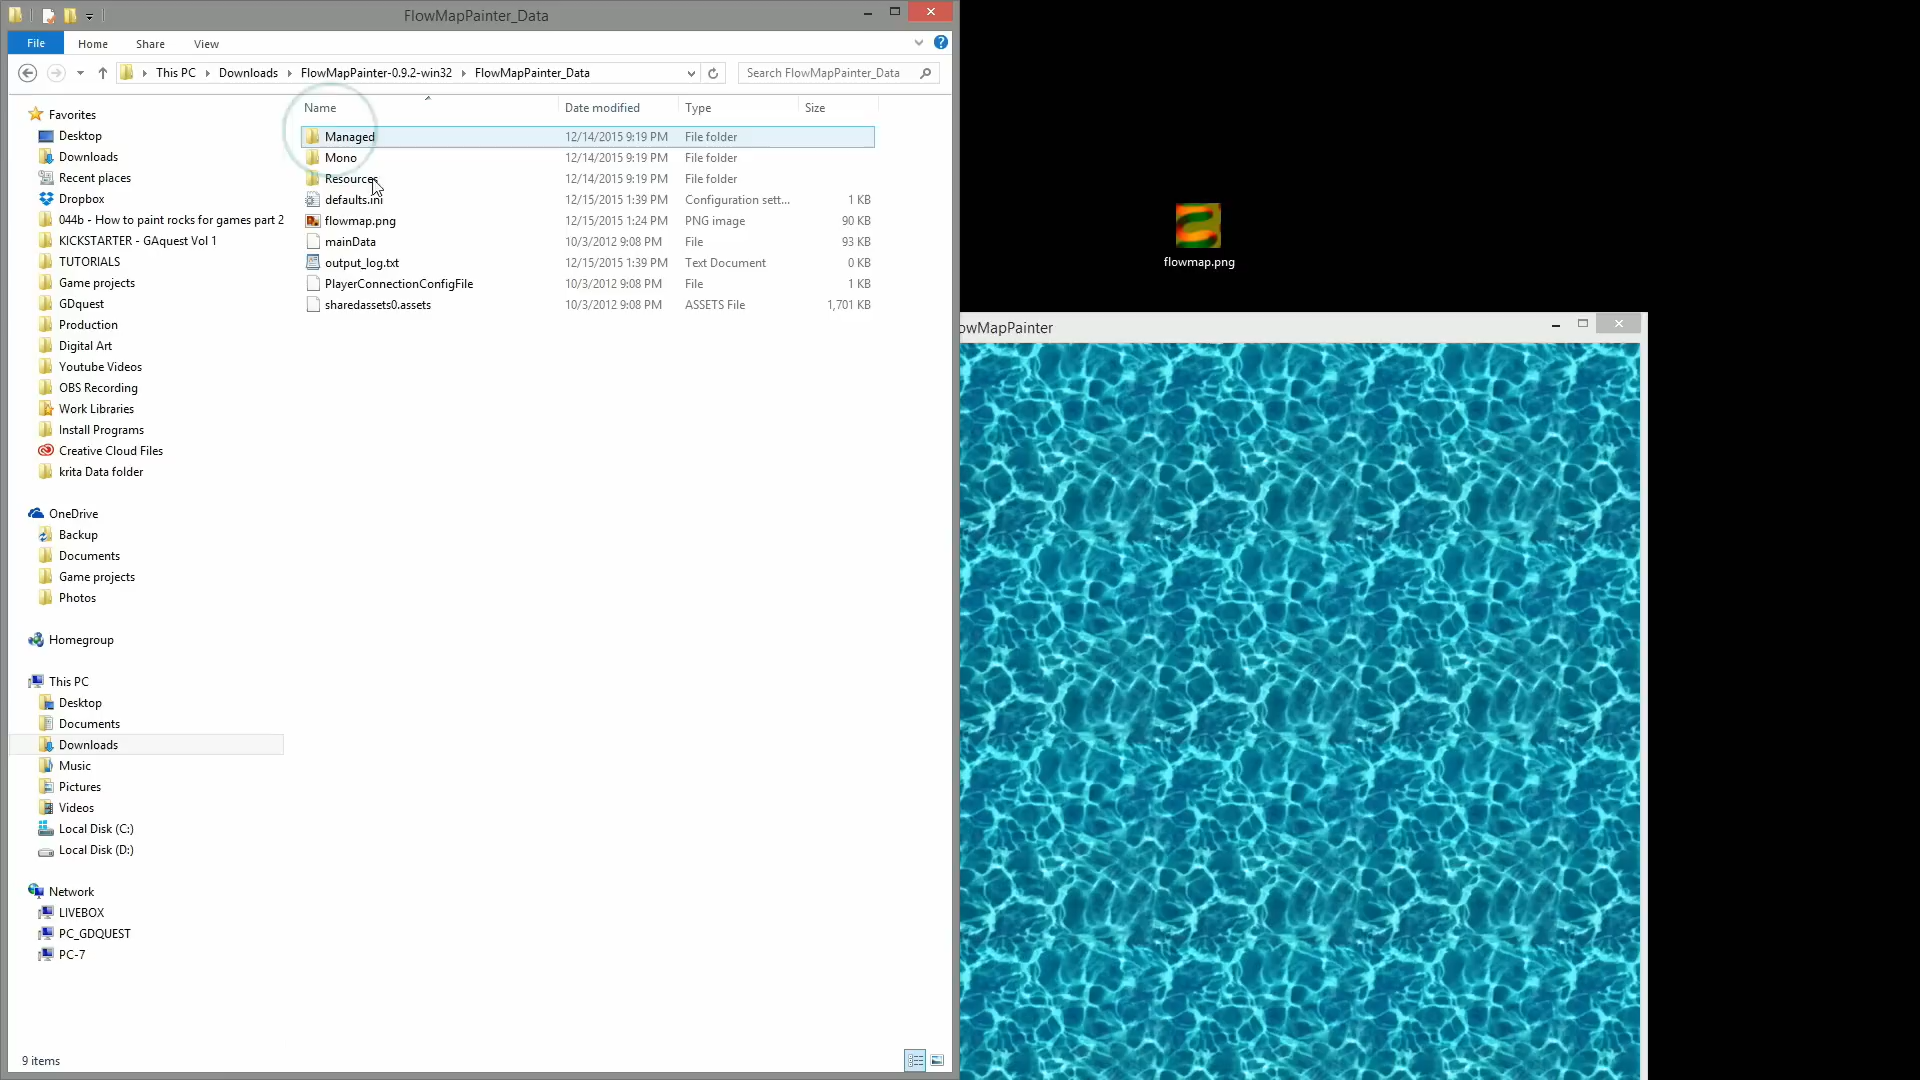 FlowMapPainter_Data
File Home Share View
This PC Downloads FlowMapPainter-0.9.2-win32 FlowMapPainter_Data Search FlowMapPainter_Data
Name Date modified Type Size
Managed 12/14/2015 9:19 PM File folder
Mono 12/14/2015 9:19 PM File folder
Resources 12/14/2015 9:19 PM File folder
defaults.ini 12/15/2015 1:39 PM Configuration sett... 1 KB
flowmap.png 12/15/2015 1:24 PM PNG image 90 KB
mainData 10/3/2012 9:08 PM File 93 KB
output_log.txt 12/15/2015 1:39 PM Text Document 0 KB
PlayerConnectionConfigFile 10/3/2012 9:08 PM File 1 KB
sharedassets0.assets 10/3/2012 9:08 PM ASSETS File 1,701 KB
Favorites
Desktop
Downloads
Recent places
Dropbox
044b - How to paint rocks for games part 2
KICKSTARTER - GAquest Vol 1
TUTORIALS
Game projects
GDquest
Production
Digital Art
Youtube Videos
OBS Recording
Work Libraries
Install Programs
Creative Cloud Files
krita Data folder
OneDrive
Backup
Documents
Game projects
Photos
Homegroup
This PC
Desktop
Documents
Downloads
Music
Pictures
Videos
Local Disk (C:)
Local Disk (D:)
Network
LIVEBOX
PC_GDQUEST
PC-7
9 items
flowmap.png
owMapPainter